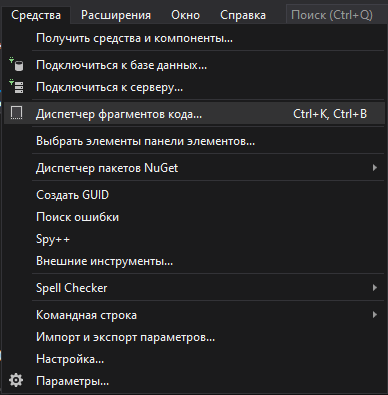 Средства Расширения Окно Справка Поиск (Ctrl+Q)
Получить средства и компоненты...
Подключиться к базе данных...
Подключиться к серверу...
Диспетчер фрагментов кода... Ctrl+K, Ctrl+B
Выбрать элементы панели элементов...
Диспетчер пакетов NuGet
Создать GUID
Поиск ошибки
Spy++
Внешние инструменты...
Spell Checker
Командная строка
Импорт и экспорт параметров...
Настройка...
Параметры...